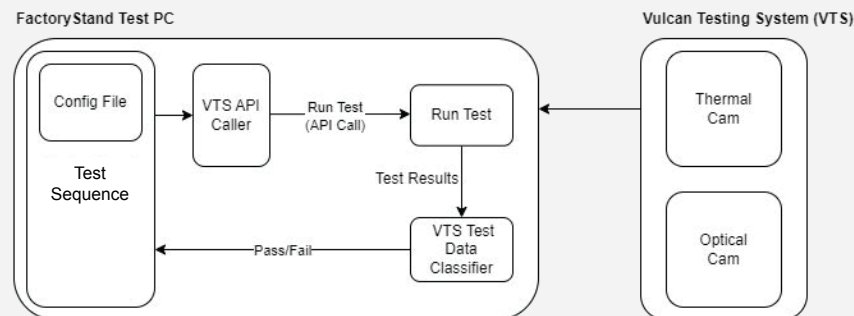 FactoryStand Test PC
Vulcan Testing System (VTS)
Config File
Test
Sequence
VTS API
Caller
Run Test
(API Call)
Run Test
Test Results
VTS Test
Data
Classifier
Pass/Fail
Thermal
Cam
Optical
Cam